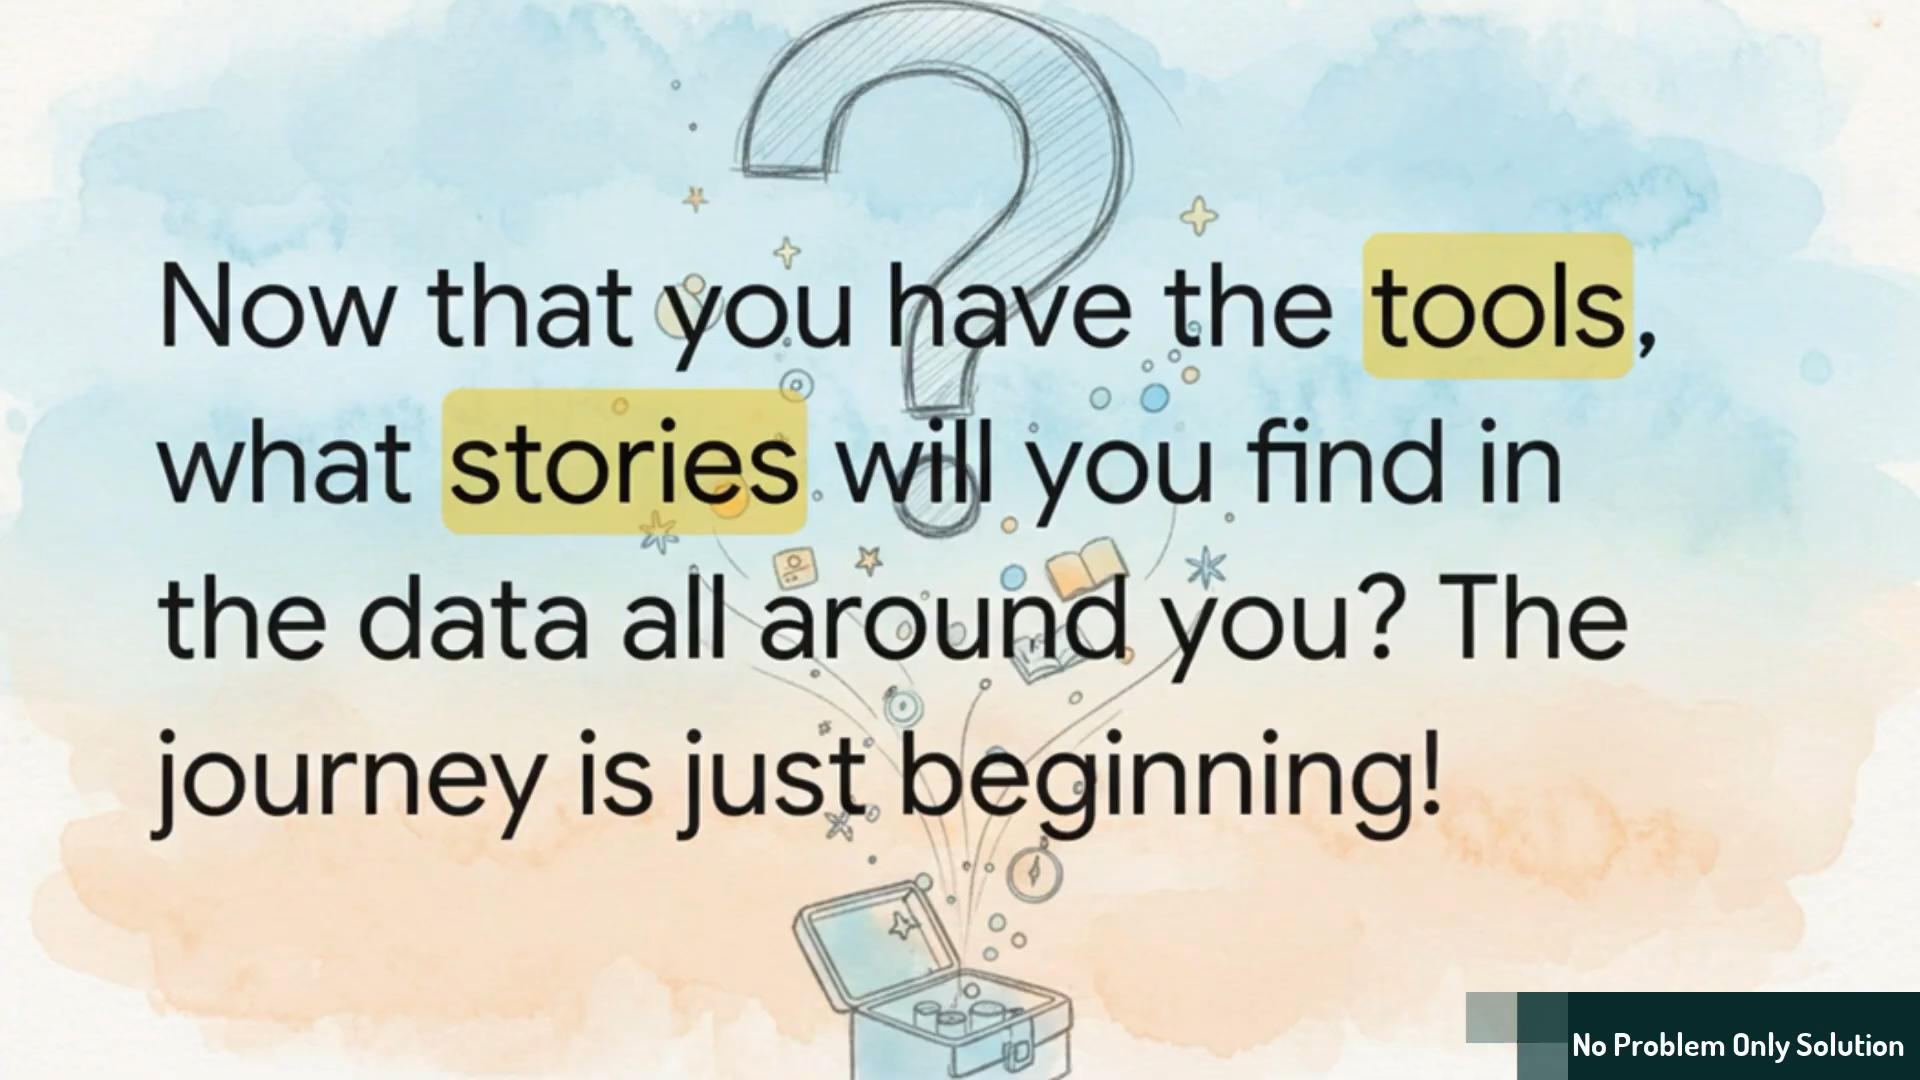 Now that you have the tools,
what stories will you find in
the data all around you? The
journey is just beginning!
No Problem Only Solution